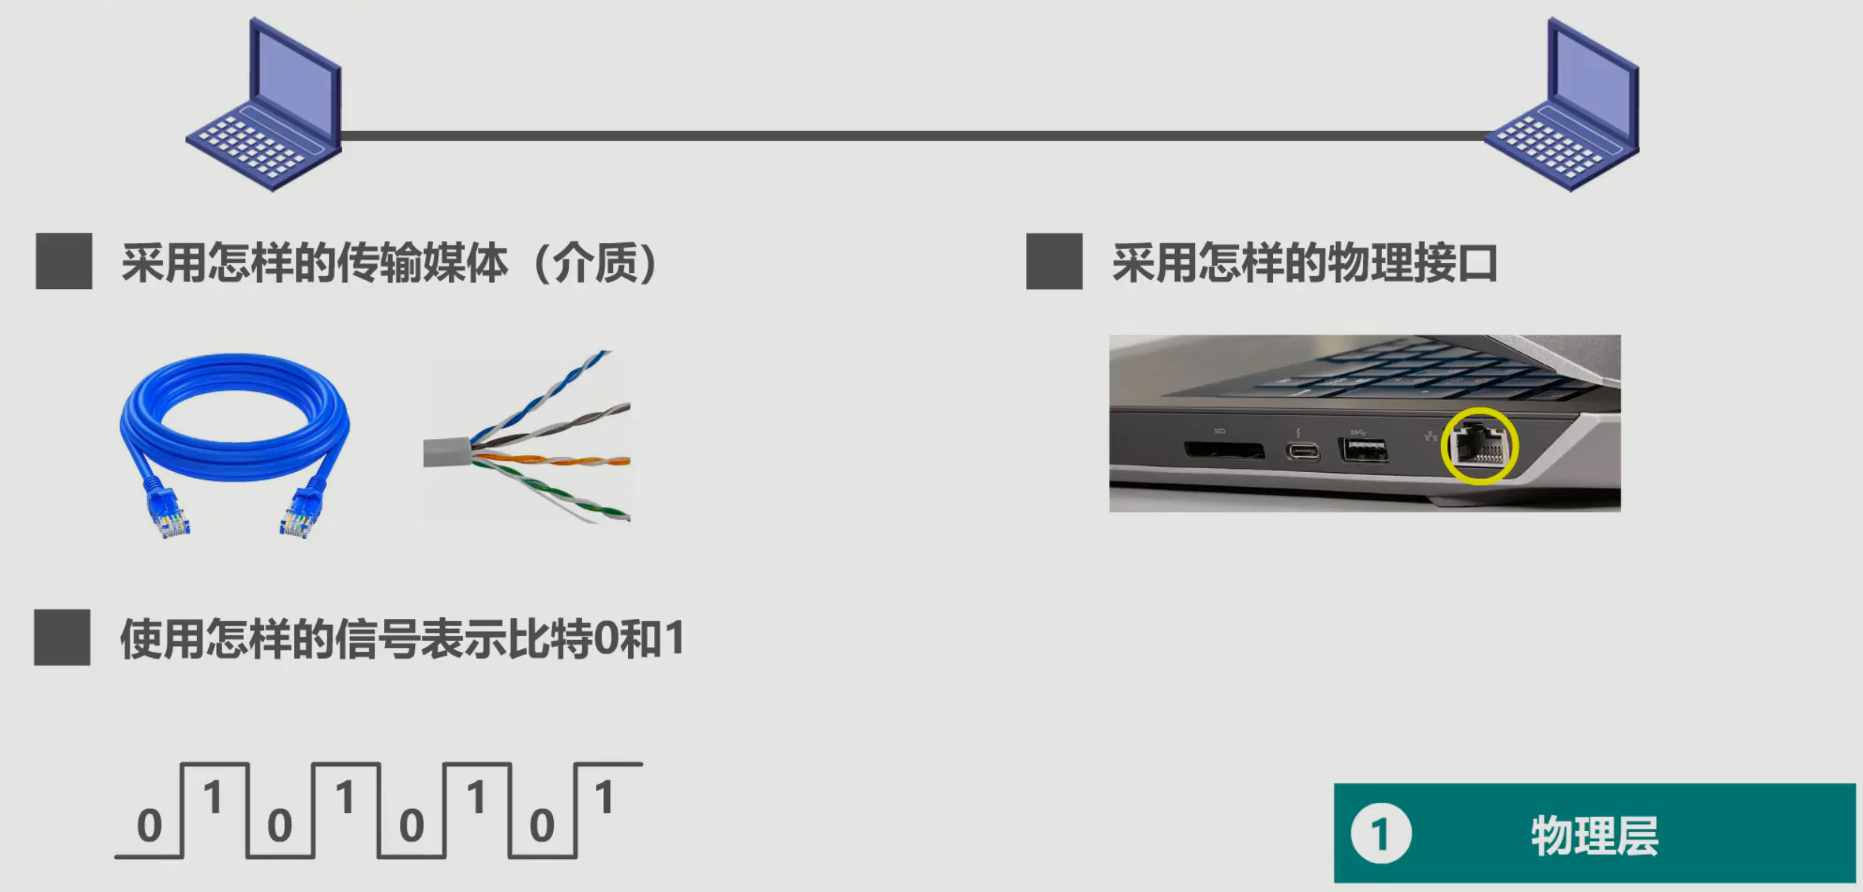 采用怎样的传输媒体（介质）
采用怎样的物理接口
使用怎样的信号表示比特0和1
0 1 0 1 0 1 0 1
1 物理层